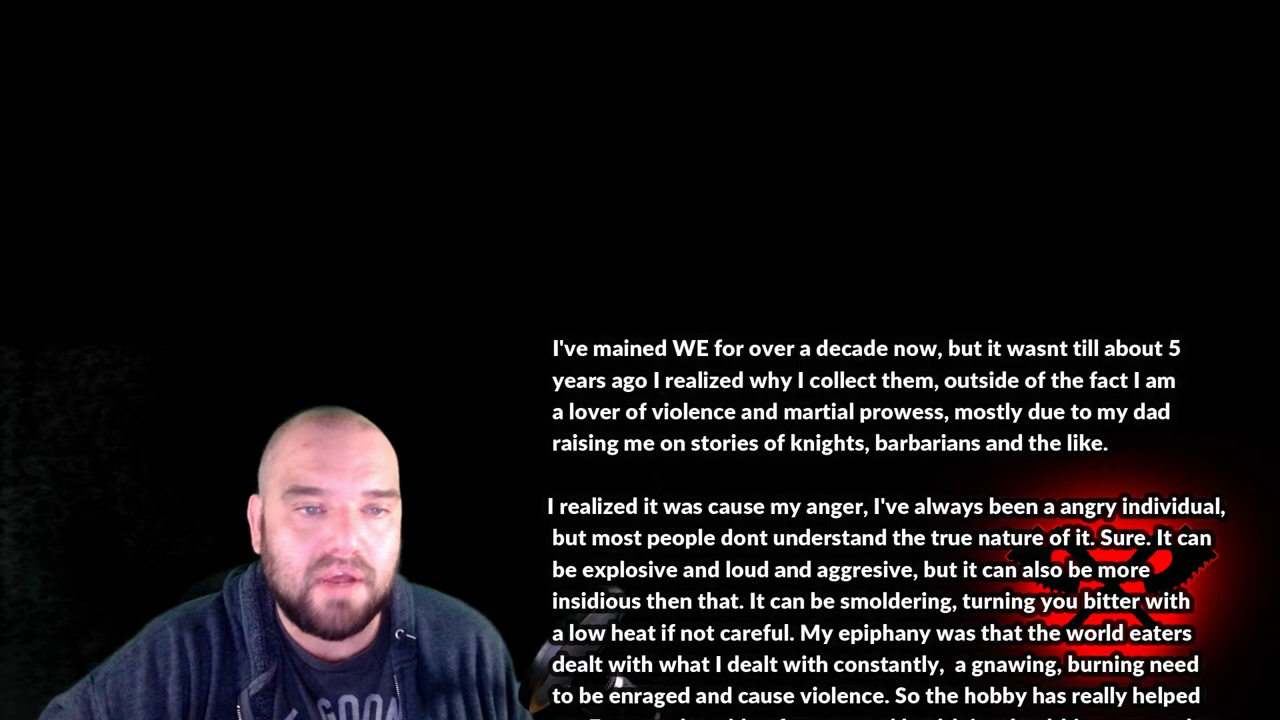 I've mained WE for over a decade now, but it wasnt till about 5
years ago I realized why I collect them, outside of the fact I am
a lover of violence and martial prowess, mostly due to my dad
raising me on stories of knights, barbarians and the like.
I realized it was cause my anger, I've always been a angry individual,
but most people dont understand the true nature of it. Sure. It can
be explosive and loud and aggresive, but it can also be more
insidious then that. It can be smoldering, turning you bitter with
a low heat if not careful. My epiphany was that the world eaters
dealt with what I dealt with constantly,  a gnawing, burning need
to be enraged and cause violence. So the hobby has really helped